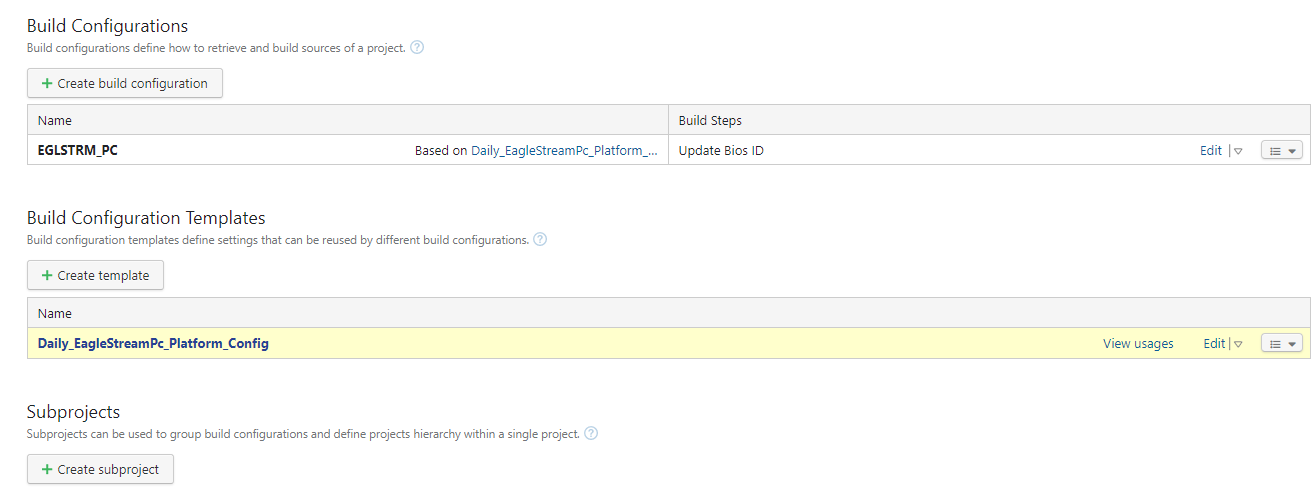 Build Configurations
Build configurations define how to retrieve and build sources of a project. ?
+ Create build configuration
Name Build Steps
EGLSTRM_PC Based on Daily_EagleStreamPc_Platform_... Update Bios ID Edit
Build Configuration Templates
Build configuration templates define settings that can be reused by different build configurations. ?
+ Create template
Name
Daily_EagleStreamPc_Platform_Config View usages Edit
Subprojects
Subprojects can be used to group build configurations and define projects hierarchy within a single project. ?
+ Create subproject